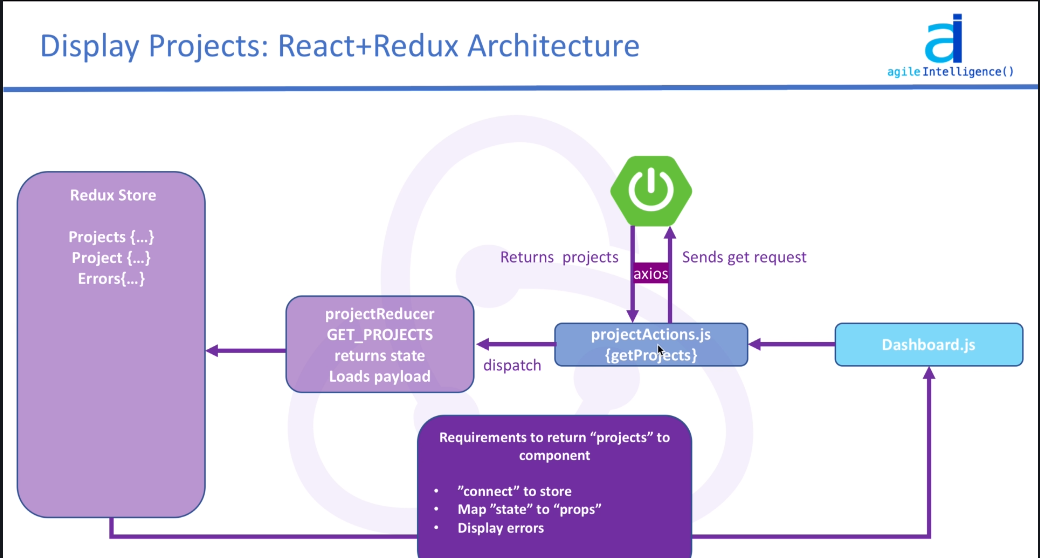 Display Projects: React+Redux Architecture
ai
agileIntelligence()
Redux Store
Projects {…}
Project {…}
Errors{…}
Returns projects
Sends get request
axios
projectReducer
GET_PROJECTS
returns state
Loads payload
dispatch
projectActions.js
{getProjects}
Dashboard.js
Requirements to return “projects” to
component
• ”connect” to store
• Map ”state” to “props”
• Display errors